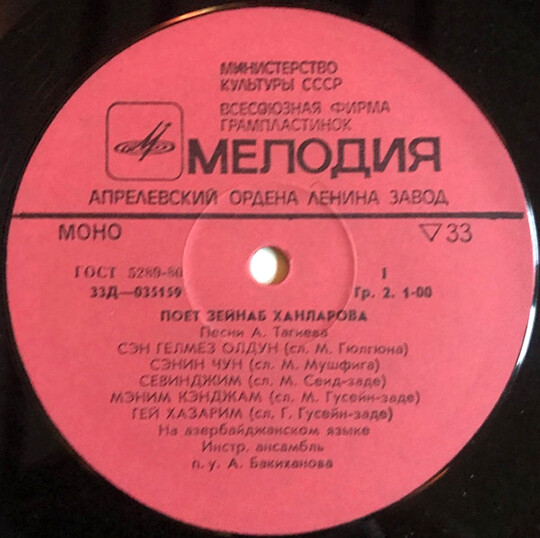 МИНИСТЕРСТВО
КУЛЬТУРЫ СССР
ВСЕСОЮЗНАЯ ФИРМА
ГРАМПЛАСТИНОК
МЕЛОДИЯ
АПРЕЛЕВСКИЙ ОРДЕНА ЛЕНИНА ЗАВОД
МОНО ▽33
ГОСТ 5289-80 1
33Д—035159 Гр. 2. 1-00
ПОЕТ ЗЕЙНАБ ХАНЛАРОВА
Песни А. Тагиева
СЭН ГЕЛМЕЗ ОЛДУН (сл. М. Гюлгюна)
СЭНИН ЧУН (сл. М. Мушфига)
СЕВИНДЖИМ (сл. М. Сеид-заде)
МЭНИМ КЭНДЖАМ (сл. М. Гусейн-заде)
ГЕЙ ХАЗАРИМ (сл. Г. Гусейн-заде)
На азербайджанском языке
Инстр. ансамбль
п. у. А. Бакиханова